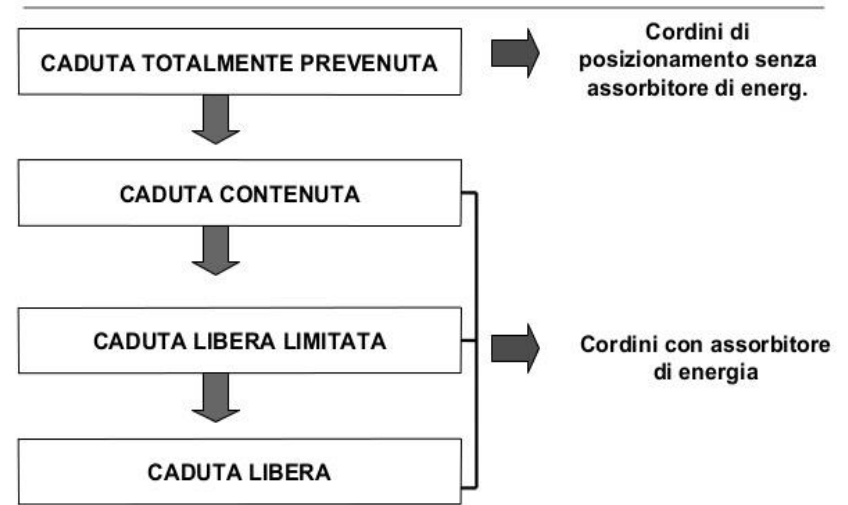 CADUTA TOTALMENTE PREVENUTA
Cordini di
posizionamento senza
assorbitore di energ.
CADUTA CONTENUTA
CADUTA LIBERA LIMITATA
Cordini con assorbitore
di energia
CADUTA LIBERA